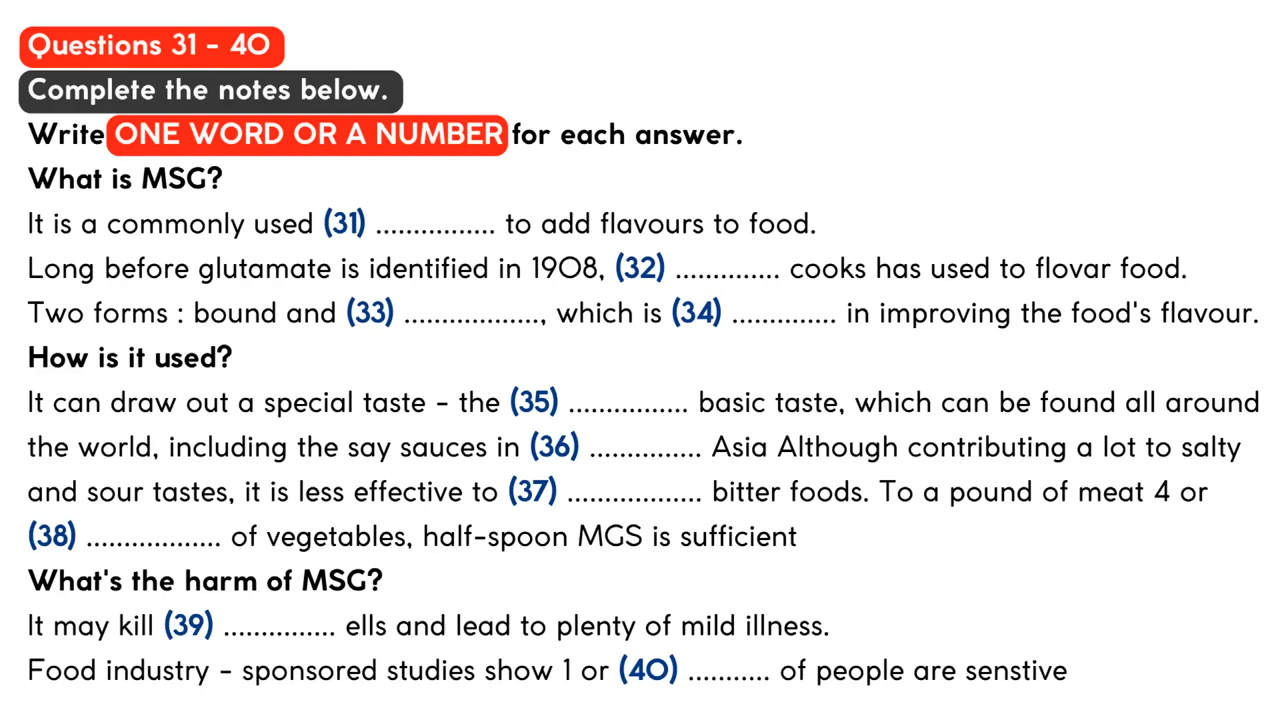 Questions 31 - 40
Complete the notes below.
Write ONE WORD OR A NUMBER for each answer.
What is MSG?
It is a commonly used (31) ................ to add flavours to food.
Long before glutamate is identified in 1908, (32) .............. cooks has used to flovar food.
Two forms : bound and (33) .................., which is (34) .............. in improving the food's flavour.
How is it used?
It can draw out a special taste - the (35) ................ basic taste, which can be found all around
the world, including the say sauces in (36) ............... Asia Although contributing a lot to salty
and sour tastes, it is less effective to (37) .................. bitter foods. To a pound of meat 4 or
(38) .................. of vegetables, half-spoon MGS is sufficient
What's the harm of MSG?
It may kill (39) ............... ells and lead to plenty of mild illness.
Food industry - sponsored studies show 1 or (40) ........... of people are senstive